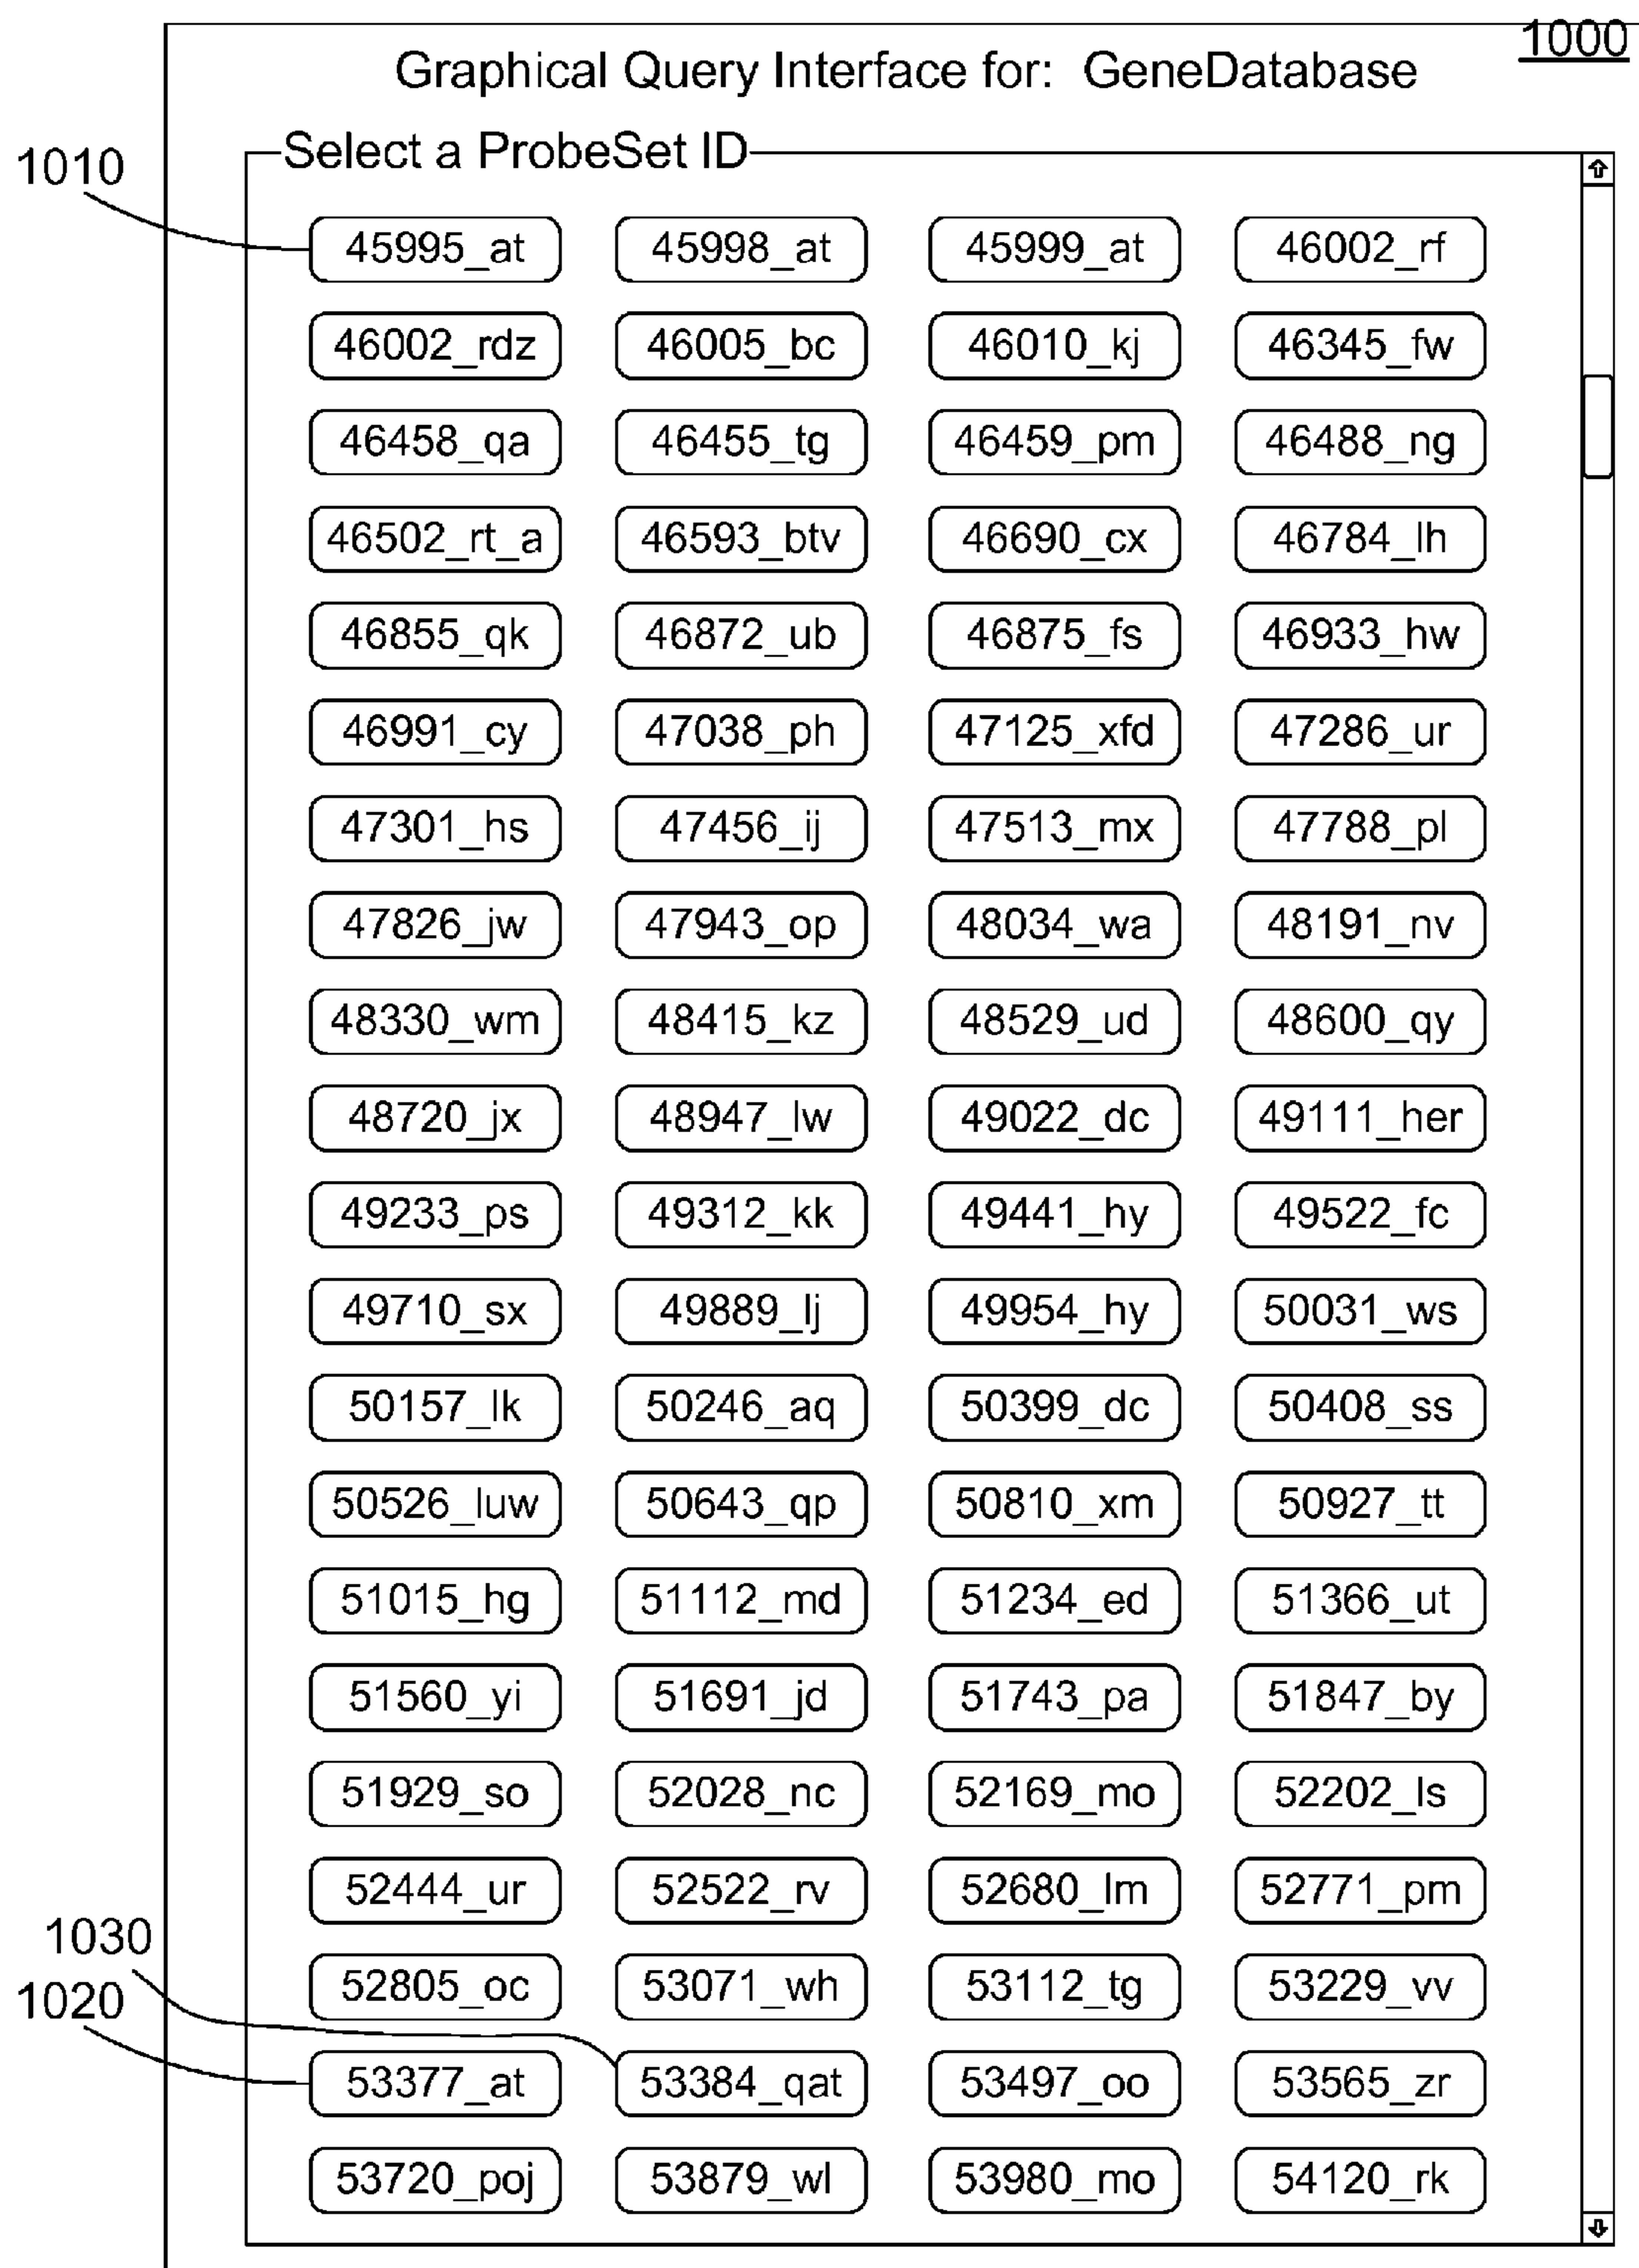 1000
Graphical Query Interface for: GeneDatabase
Select a ProbeSet ID
1010
45995_at 45998_at 45999_at 46002_rf
46002_rdz 46005_bc 46010_kj 46345_fw
46458_qa 46455_tg 46459_pm 46488_ng
46502_rt_a 46593_btv 46690_cx 46784_lh
46855_qk 46872_ub 46875_fs 46933_hw
46991_cy 47038_ph 47125_xfd 47286_ur
47301_hs 47456_ij 47513_mx 47788_pl
47826_jw 47943_op 48034_wa 48191_nv
48330_wm 48415_kz 48529_ud 48600_qy
48720_jx 48947_lw 49022_dc 49111_her
49233_ps 49312_kk 49441_hy 49522_fc
49710_sx 49889_lj 49954_hy 50031_ws
50157_lk 50246_aq 50399_dc 50408_ss
50526_luw 50643_qp 50810_xm 50927_tt
51015_hg 51112_md 51234_ed 51366_ut
51560_yi 51691_jd 51743_pa 51847_by
51929_so 52028_nc 52169_mo 52202_ls
52444_ur 52522_rv 52680_lm 52771_pm
1030
52805_oc 53071_wh 53112_tg 53229_vv
1020
53377_at 53384_qat 53497_oo 53565_zr
53720_poj 53879_wl 53980_mo 54120_rk